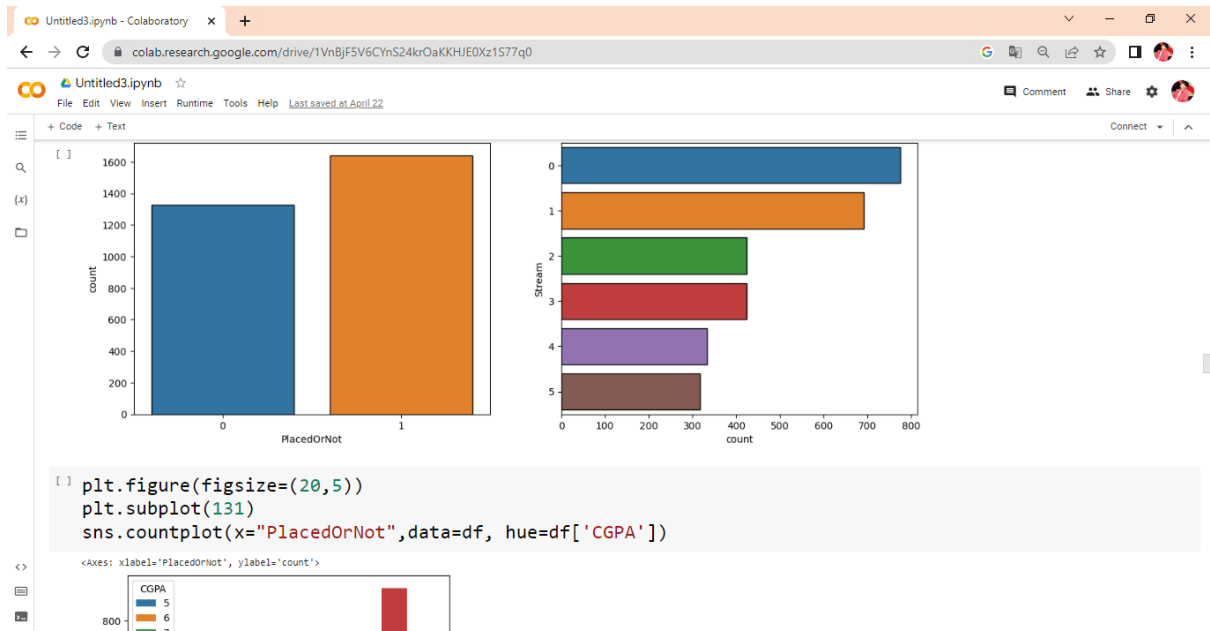 Untitled3.ipynb - Colaboratory
colab.research.google.com/drive/1VnBjF5V6CYnS24krOaKKHJE0Xz1S77q0
Untitled3.ipynb
File Edit View Insert Runtime Tools Help Last saved at April 22
Comment Share
+ Code + Text
Connect
[ ]
1600
1400
1200
1000
800
600
400
200
0
count
0 1
PlacedOrNot
Stream
0
1
2
3
4
5
0 100 200 300 400 500 600 700 800
count
{x}
[ ]
plt.figure(figsize=(20,5))
plt.subplot(131)
sns.countplot(x="PlacedOrNot",data=df, hue=df['CGPA'])
<Axes: xlabel='PlacedOrNot', ylabel='count'>
CGPA
5
6
800